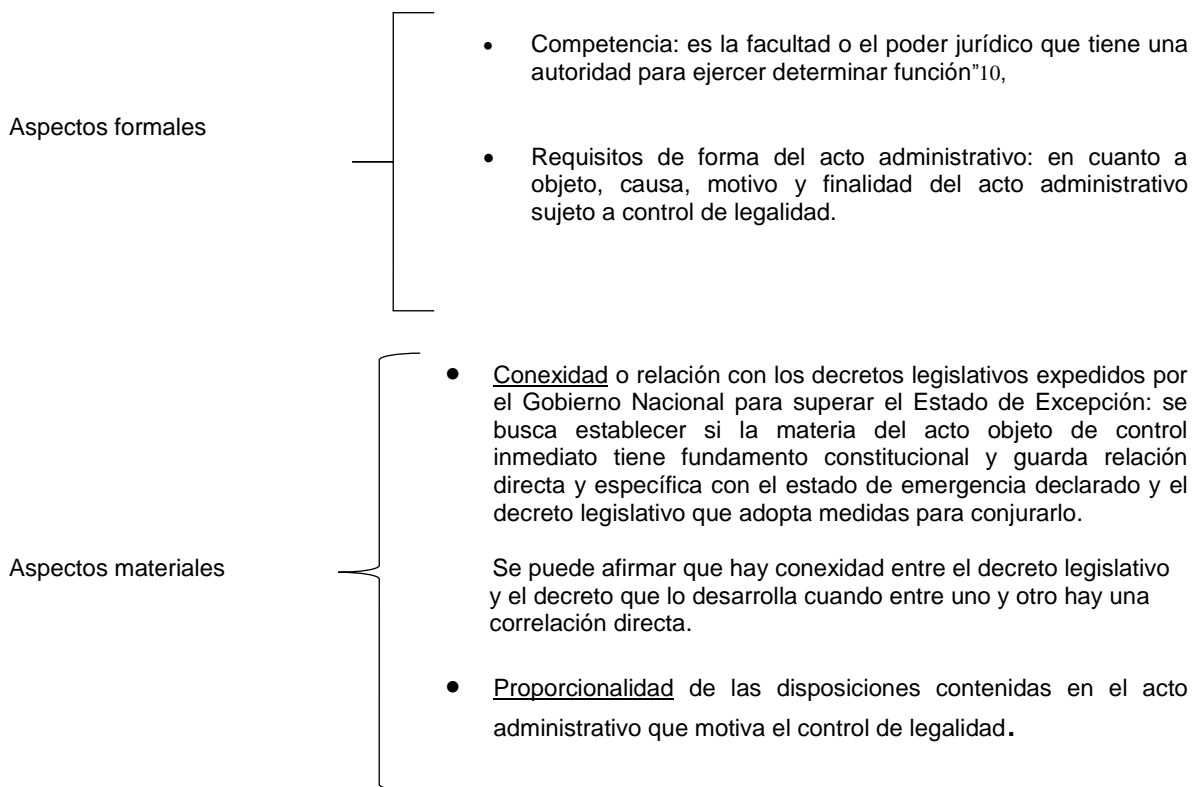 • Competencia: es la facultad o el poder jurídico que tiene una
autoridad para ejercer determinar función"10,
Aspectos formales
• Requisitos de forma del acto administrativo: en cuanto a
objeto, causa, motivo y finalidad del acto administrativo
sujeto a control de legalidad.
• Conexidad o relación con los decretos legislativos expedidos por
el Gobierno Nacional para superar el Estado de Excepción: se
busca establecer si la materia del acto objeto de control
inmediato tiene fundamento constitucional y guarda relación
directa y específica con el estado de emergencia declarado y el
decreto legislativo que adopta medidas para conjurarlo.
Aspectos materiales
Se puede afirmar que hay conexidad entre el decreto legislativo
y el decreto que lo desarrolla cuando entre uno y otro hay una
correlación directa.
• Proporcionalidad de las disposiciones contenidas en el acto
administrativo que motiva el control de legalidad.